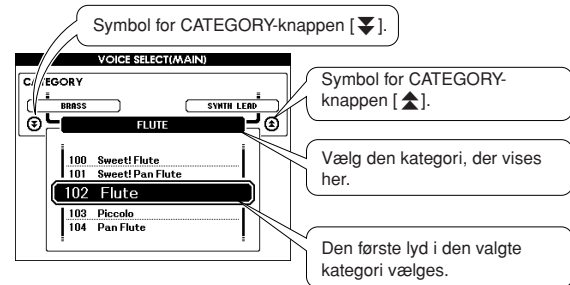 Symbol for CATEGORY-knappen [⏬].
VOICE SELECT(MAIN)
CATEGORY
BRASS
SYNTH LEAD
FLUTE
100 Sweet! Flute
101 Sweet! Pan Flute
102 Flute
103 Piccolo
104 Pan Flute
Symbol for CATEGORY-
knappen [⏫].
Vælg den kategori, der vises
her.
Den første lyd i den valgte
kategori vælges.